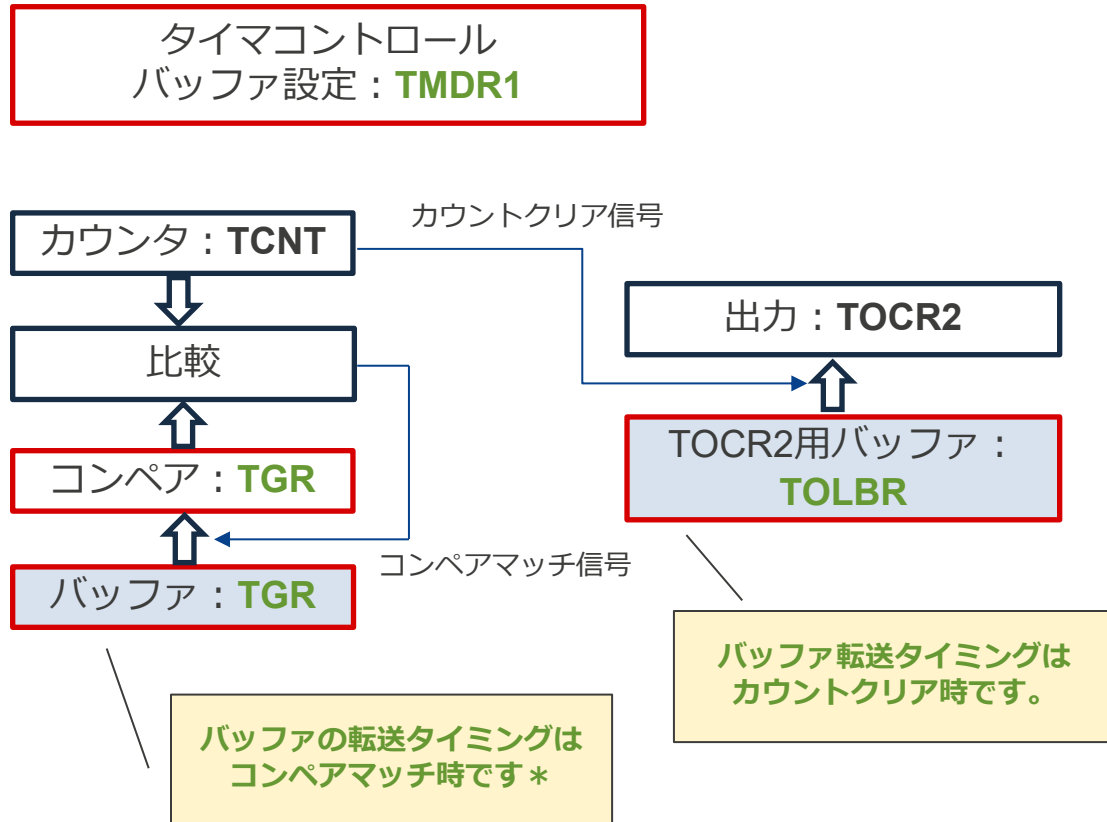 タイマコントロール
バッファ設定：TMDR1
カウントクリア信号
カウンタ：TCNT
出力：TOCR2
比較
TOCR2用バッファ：
TOLBR
コンペア：TGR
コンペアマッチ信号
バッファ：TGR
バッファ転送タイミングは
カウントクリア時です。
バッファの転送タイミングは
コンペアマッチ時です＊